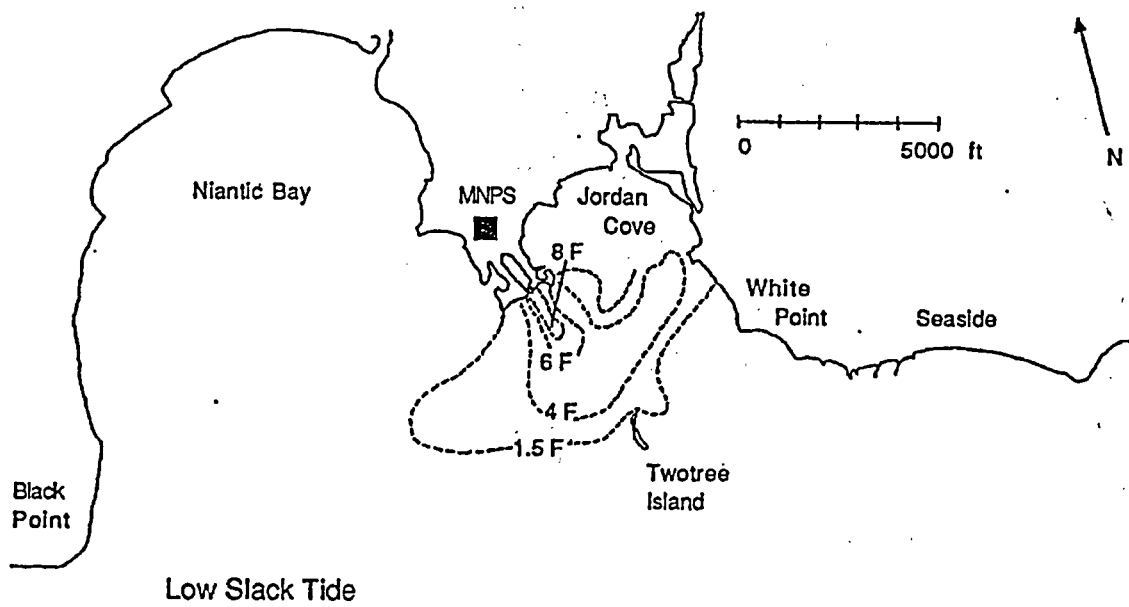 N
0 5000 ft
Niantic Bay
MNPS
Jordan
Cove
8 F
White
Point
Seaside
6 F
4 F
1.5 F
Twotree
Island
Black
Point
Low Slack Tide